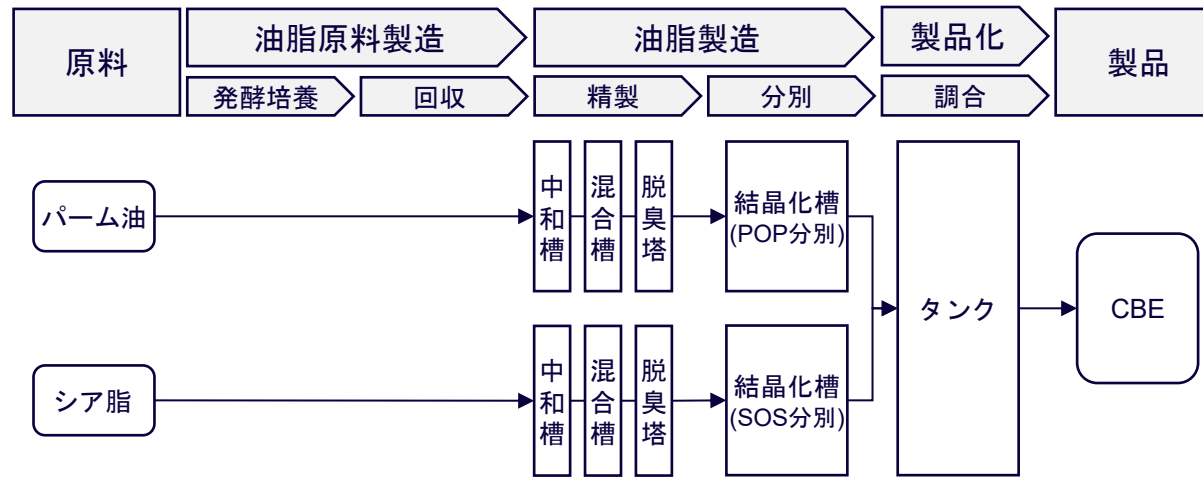 原料
油脂原料製造
油脂製造
製品化
製品
発酵培養
回収
精製
分別
調合
パーム油
中和槽
混合槽
脱臭塔
結晶化槽
(POP分別)
タンク
CBE
シア脂
中和槽
混合槽
脱臭塔
結晶化槽
(SOS分別)